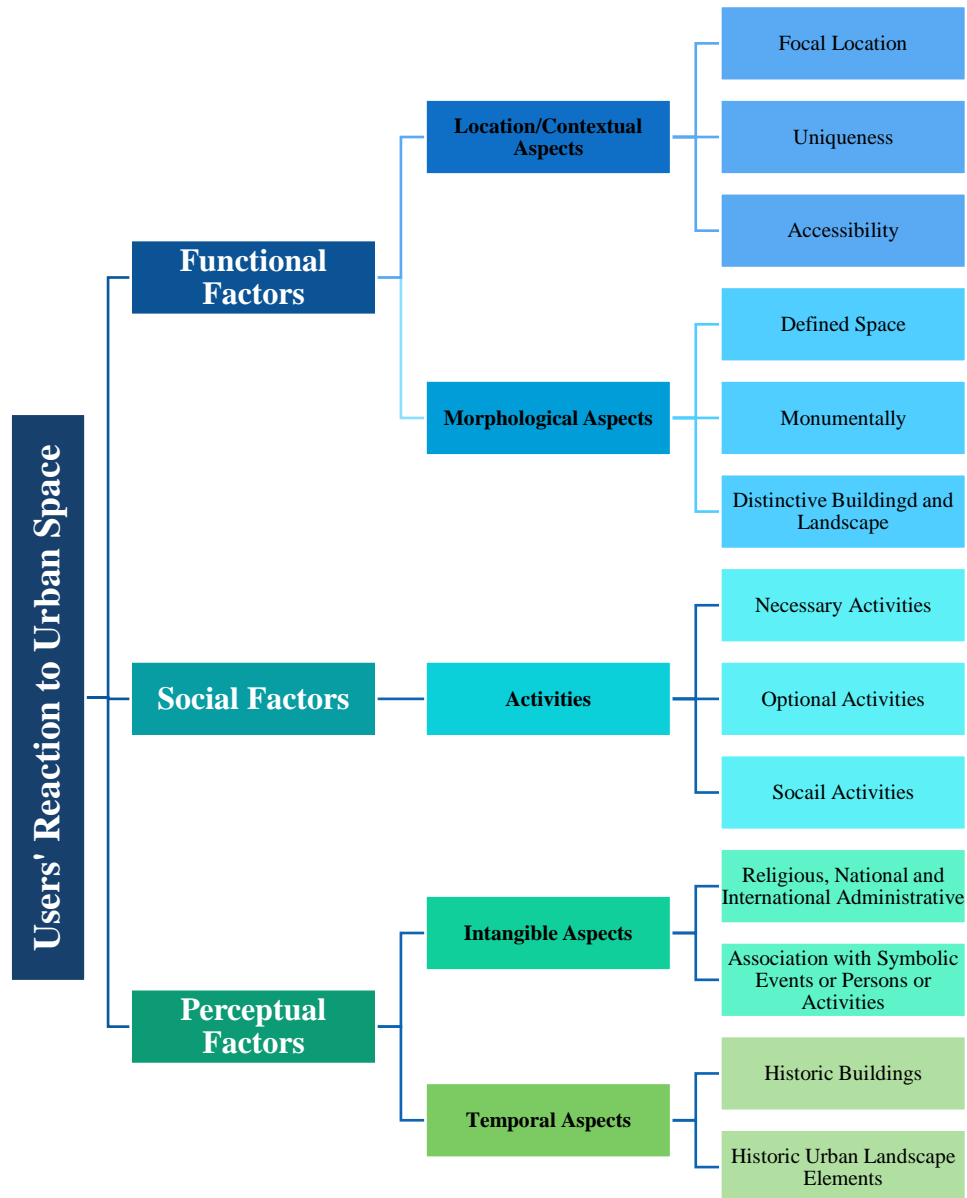 Users' Reaction to Urban Space
Functional
Factors
Location/Contextual
Aspects
Focal Location
Uniqueness
Accessibility
Morphological Aspects
Defined Space
Monumentally
Distinctive Buildingd and
Landscape
Social Factors
Activities
Necessary Activities
Optional Activities
Socail Activities
Perceptual
Factors
Intangible Aspects
Religious, National and
International Administrative
Association with Symbolic
Events or Persons or
Activities
Temporal Aspects
Historic Buildings
Historic Urban Landscape
Elements